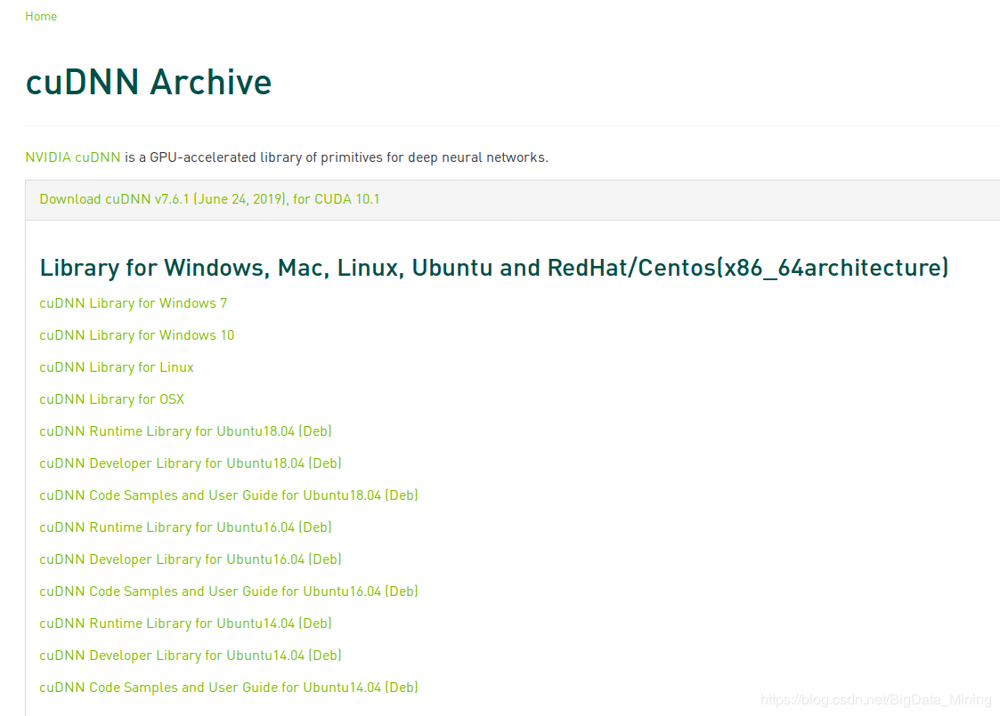 Home
cuDNN Archive
NVIDIA cuDNN is a GPU-accelerated library of primitives for deep neural networks.
Download cuDNN v7.6.1 (June 24, 2019), for CUDA 10.1
Library for Windows, Mac, Linux, Ubuntu and RedHat/Centos(x86_64architecture)
cuDNN Library for Windows 7
cuDNN Library for Windows 10
cuDNN Library for Linux
cuDNN Library for OSX
cuDNN Runtime Library for Ubuntu18.04 (Deb)
cuDNN Developer Library for Ubuntu18.04 (Deb)
cuDNN Code Samples and User Guide for Ubuntu18.04 (Deb)
cuDNN Runtime Library for Ubuntu16.04 (Deb)
cuDNN Developer Library for Ubuntu16.04 (Deb)
cuDNN Code Samples and User Guide for Ubuntu16.04 (Deb)
cuDNN Runtime Library for Ubuntu14.04 (Deb)
cuDNN Developer Library for Ubuntu14.04 (Deb)
cuDNN Code Samples and User Guide for Ubuntu14.04 (Deb)
https://blog.csdn.net/BigData_Mining